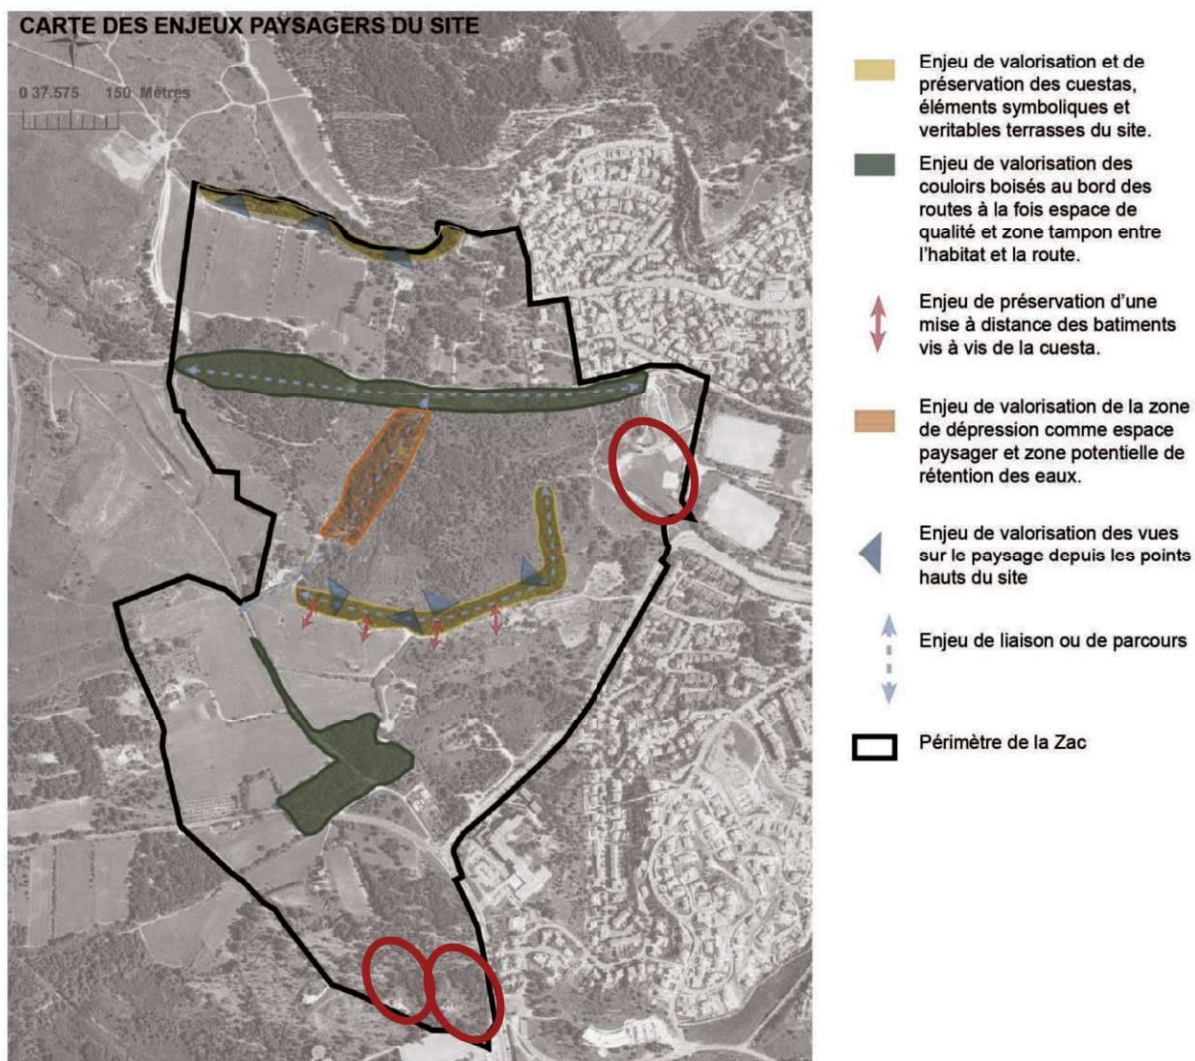 CARTE DES ENJEUX PAYSAGERS DU SITE
0 37.575 150 Mètres
Enjeu de valorisation et de
préservation des cuestas,
éléments symboliques et
veritables terrasses du site.
Enjeu de valorisation des
couloirs boisés au bord des
routes à la fois espace de
qualité et zone tampon entre
l'habitat et la route.
Enjeu de préservation d'une
mise à distance des batiments
vis à vis de la cuesta.
Enjeu de valorisation de la zone
de dépression comme espace
paysager et zone potentielle de
rétention des eaux.
Enjeu de valorisation des vues
sur le paysage depuis les points
hauts du site
Enjeu de liaison ou de parcours
Périmètre de la Zac